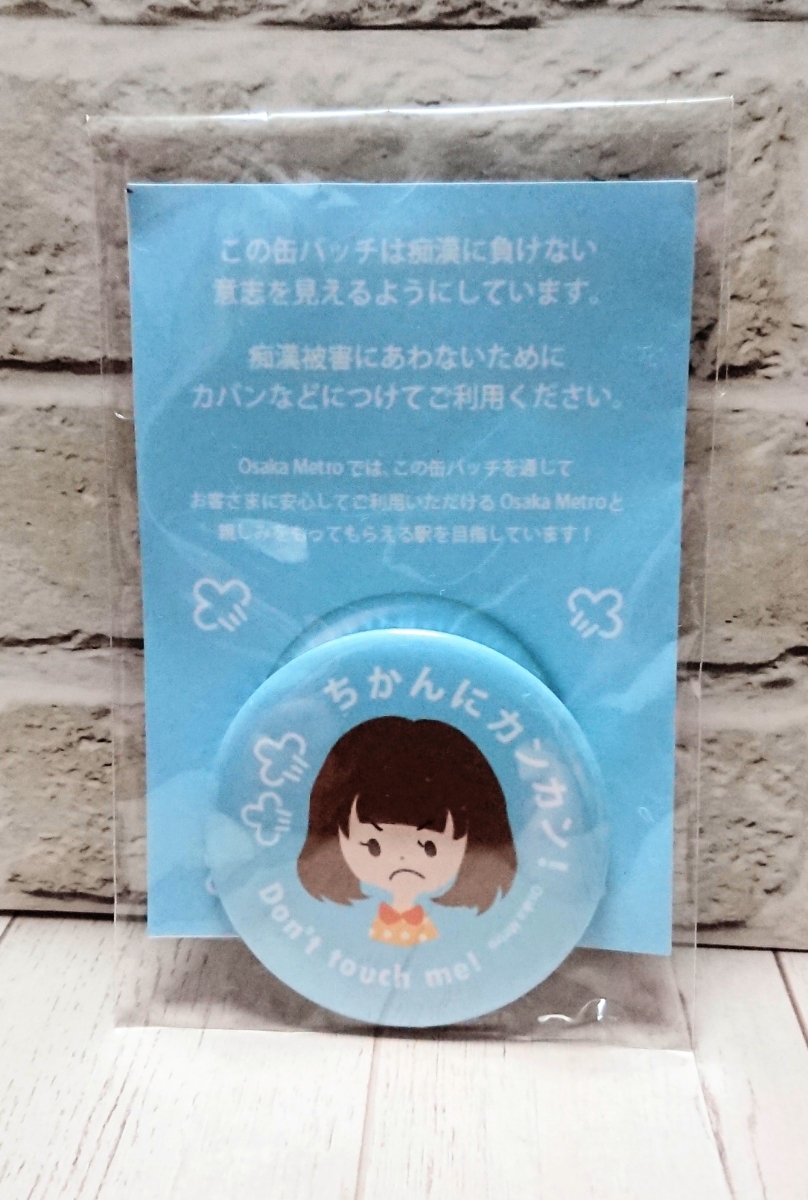 この缶バッチは痴漢に負けない
意志を見えるようにしています。
痴漢被害にあわないために
カバンなどにつけてご利用ください。
Osaka Metroでは、この缶バッチを通じて
お客さまに安心してご利用いただける Osaka Metroと
親しみをもってもらえる駅を目指しています！
ちかんにカンカン！
Don't touch me!
Osaka Metro